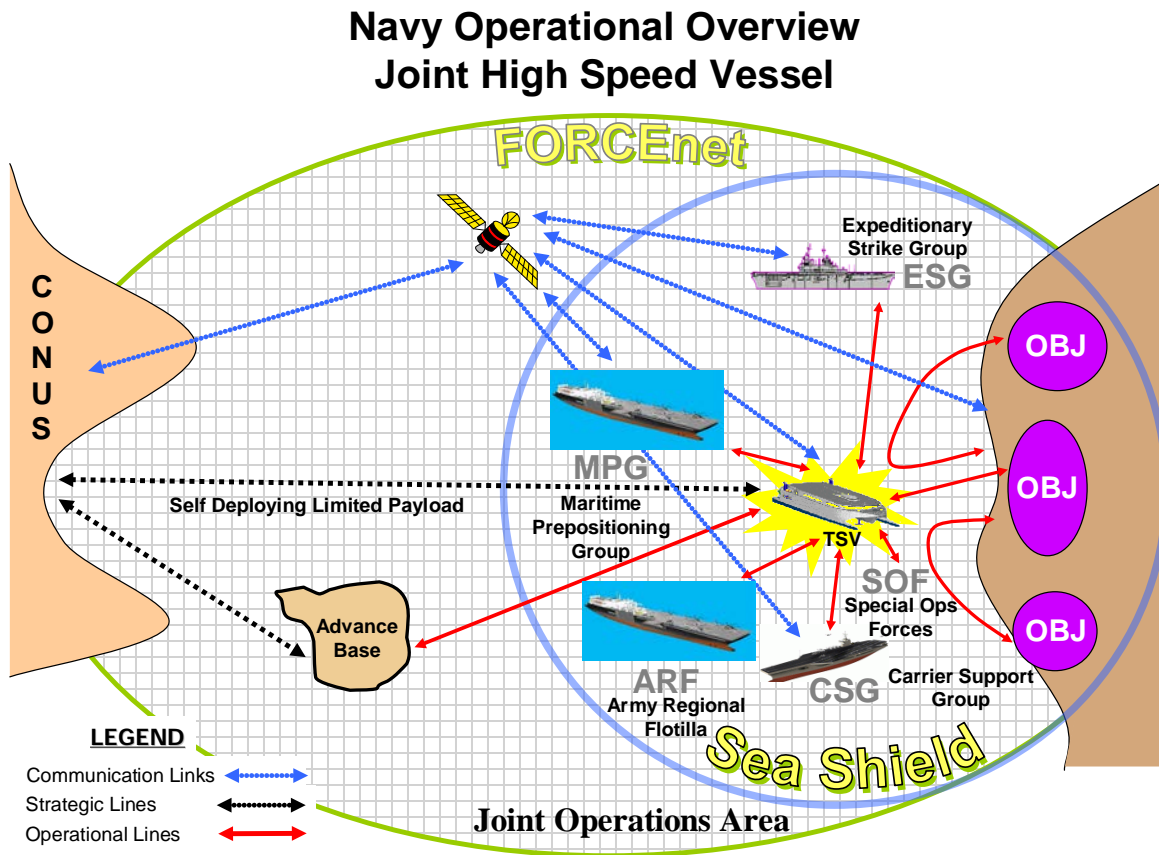 Navy Operational Overview
Joint High Speed Vessel
FORCEnet
Expeditionary
Strike Group
ESG
C
O
N
U
S
OBJ
MPG
OBJ
Self Deploying Limited Payload
Maritime
Prepositioning
Group
TSV
SOF
Special Ops
Forces
Advance
Base
OBJ
ARF
Army Regional
Flotilla
CSG
Carrier Support
Group
Sea Shield
LEGEND
Communication Links
Strategic Lines
Operational Lines
Joint Operations Area